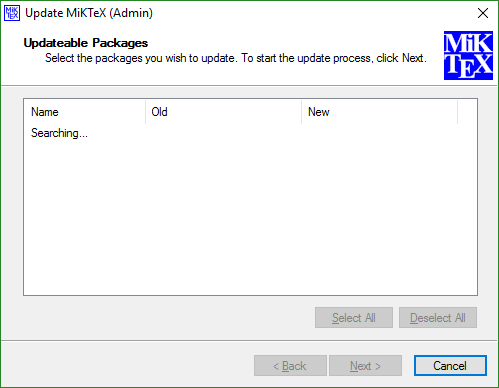 Update MiKTeX (Admin)
Updateable Packages
Select the packages you wish to update. To start the update process, click Next.
MiK
TEX
Name Old New
Searching...
Select All Deselect All
< Back Next > Cancel